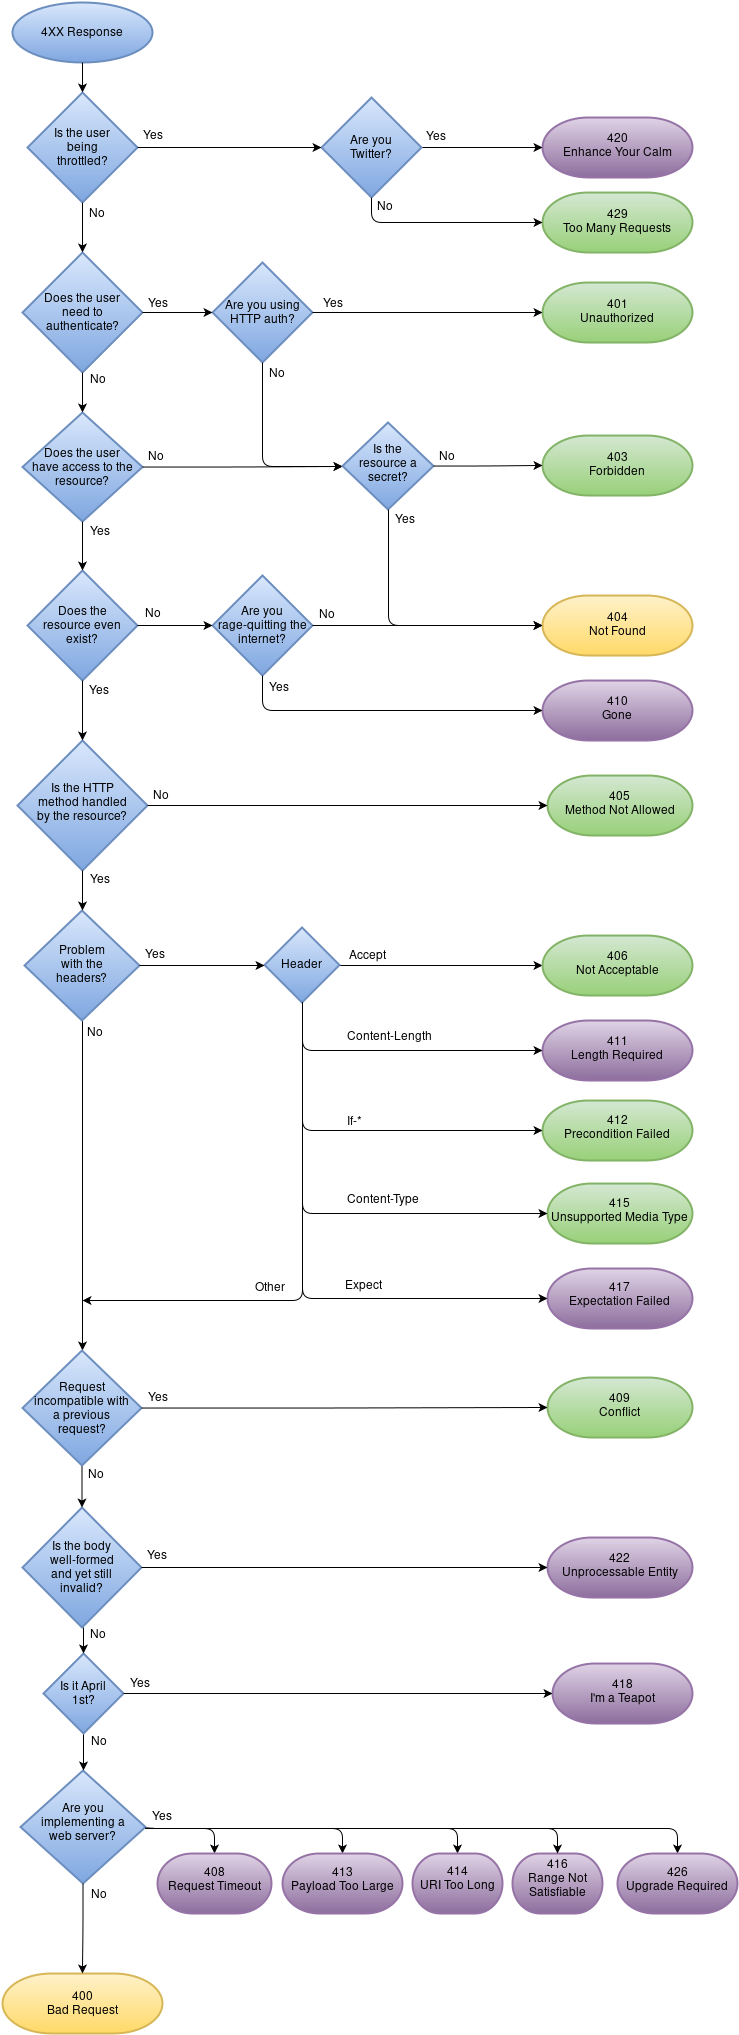 4XX Response
Is the user
being
throttled?
Yes
Are you
Twitter?
Yes
420
Enhance Your Calm
No
429
Too Many Requests
No
Does the user
need to
authenticate?
Yes
Are you using
HTTP auth?
Yes
401
Unauthorized
No
No
Does the user
have access to the
resource?
No
Is the
resource a
secret?
No
403
Forbidden
Yes
Yes
Does the
resource even
exist?
No
Are you
rage-quitting the
internet?
No
404
Not Found
Yes
410
Gone
Yes
Is the HTTP
method handled
by the resource?
No
405
Method Not Allowed
Yes
Problem
with the
headers?
Yes
Header
Accept
406
Not Acceptable
No
Content-Length
411
Length Required
If-*
412
Precondition Failed
Content-Type
415
Unsupported Media Type
Other
Expect
417
Expectation Failed
Request
incompatible with
a previous
request?
Yes
409
Conflict
No
Is the body
well-formed
and yet still
invalid?
Yes
422
Unprocessable Entity
No
Is it April
1st?
Yes
418
I'm a Teapot
No
Are you
implementing a
web server?
Yes
408
Request Timeout
413
Payload Too Large
414
URI Too Long
416
Range Not
Satisfiable
426
Upgrade Required
No
400
Bad Request